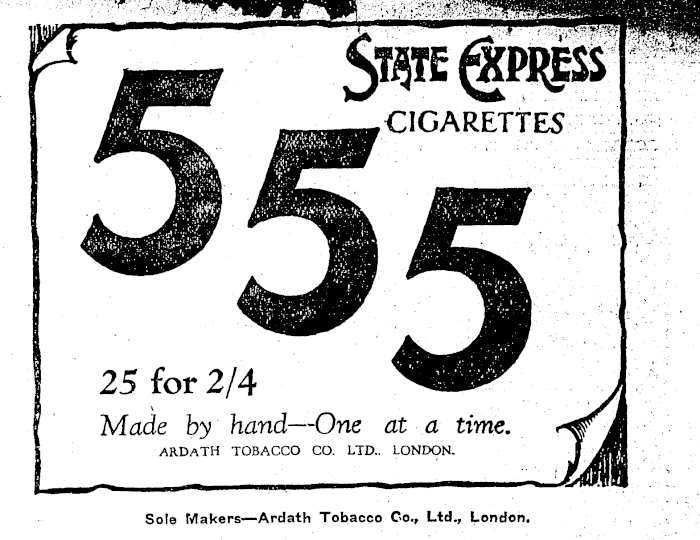 STATE EXPRESS
CIGARETTES
555
25 for 2/4
Made by hand—One at a time.
ARDATH TOBACCO CO. LTD., LONDON.
Sole Makers—Ardath Tobacco Co., Ltd., London.